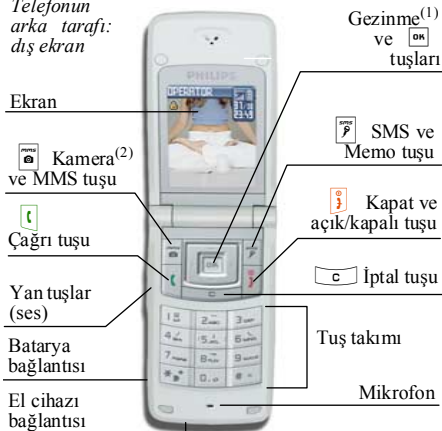 Telefonun
arka tarafı:
dış ekran
Ekran
Kamera(2)
ve MMS tuşu
Çağrı tuşu
Yan tuşlar
(ses)
Batarya
bağlantısı
El cihazı
bağlantısı
PHILIPS
OPERATOR
Gezinme(1)
ve OK
tuşları
SMS ve
Memo tuşu
Kapat ve
açık/kapalı tuşu
C İptal tuşu
Tuş takımı
Mikrofon